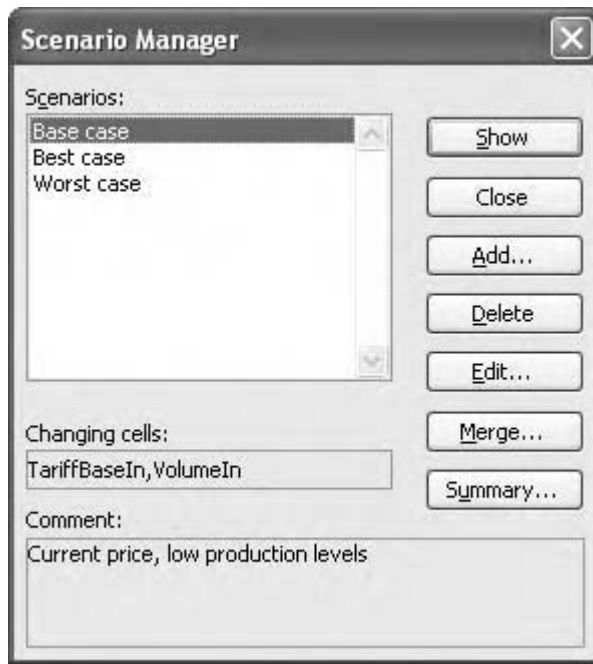 Scenario Manager
Scenarios:
Base case
Best case
Worst case
Show
Close
Add...
Delete
Edit...
Merge...
Summary...
Changing cells:
TariffBaseIn,VolumeIn
Comment:
Current price, low production levels